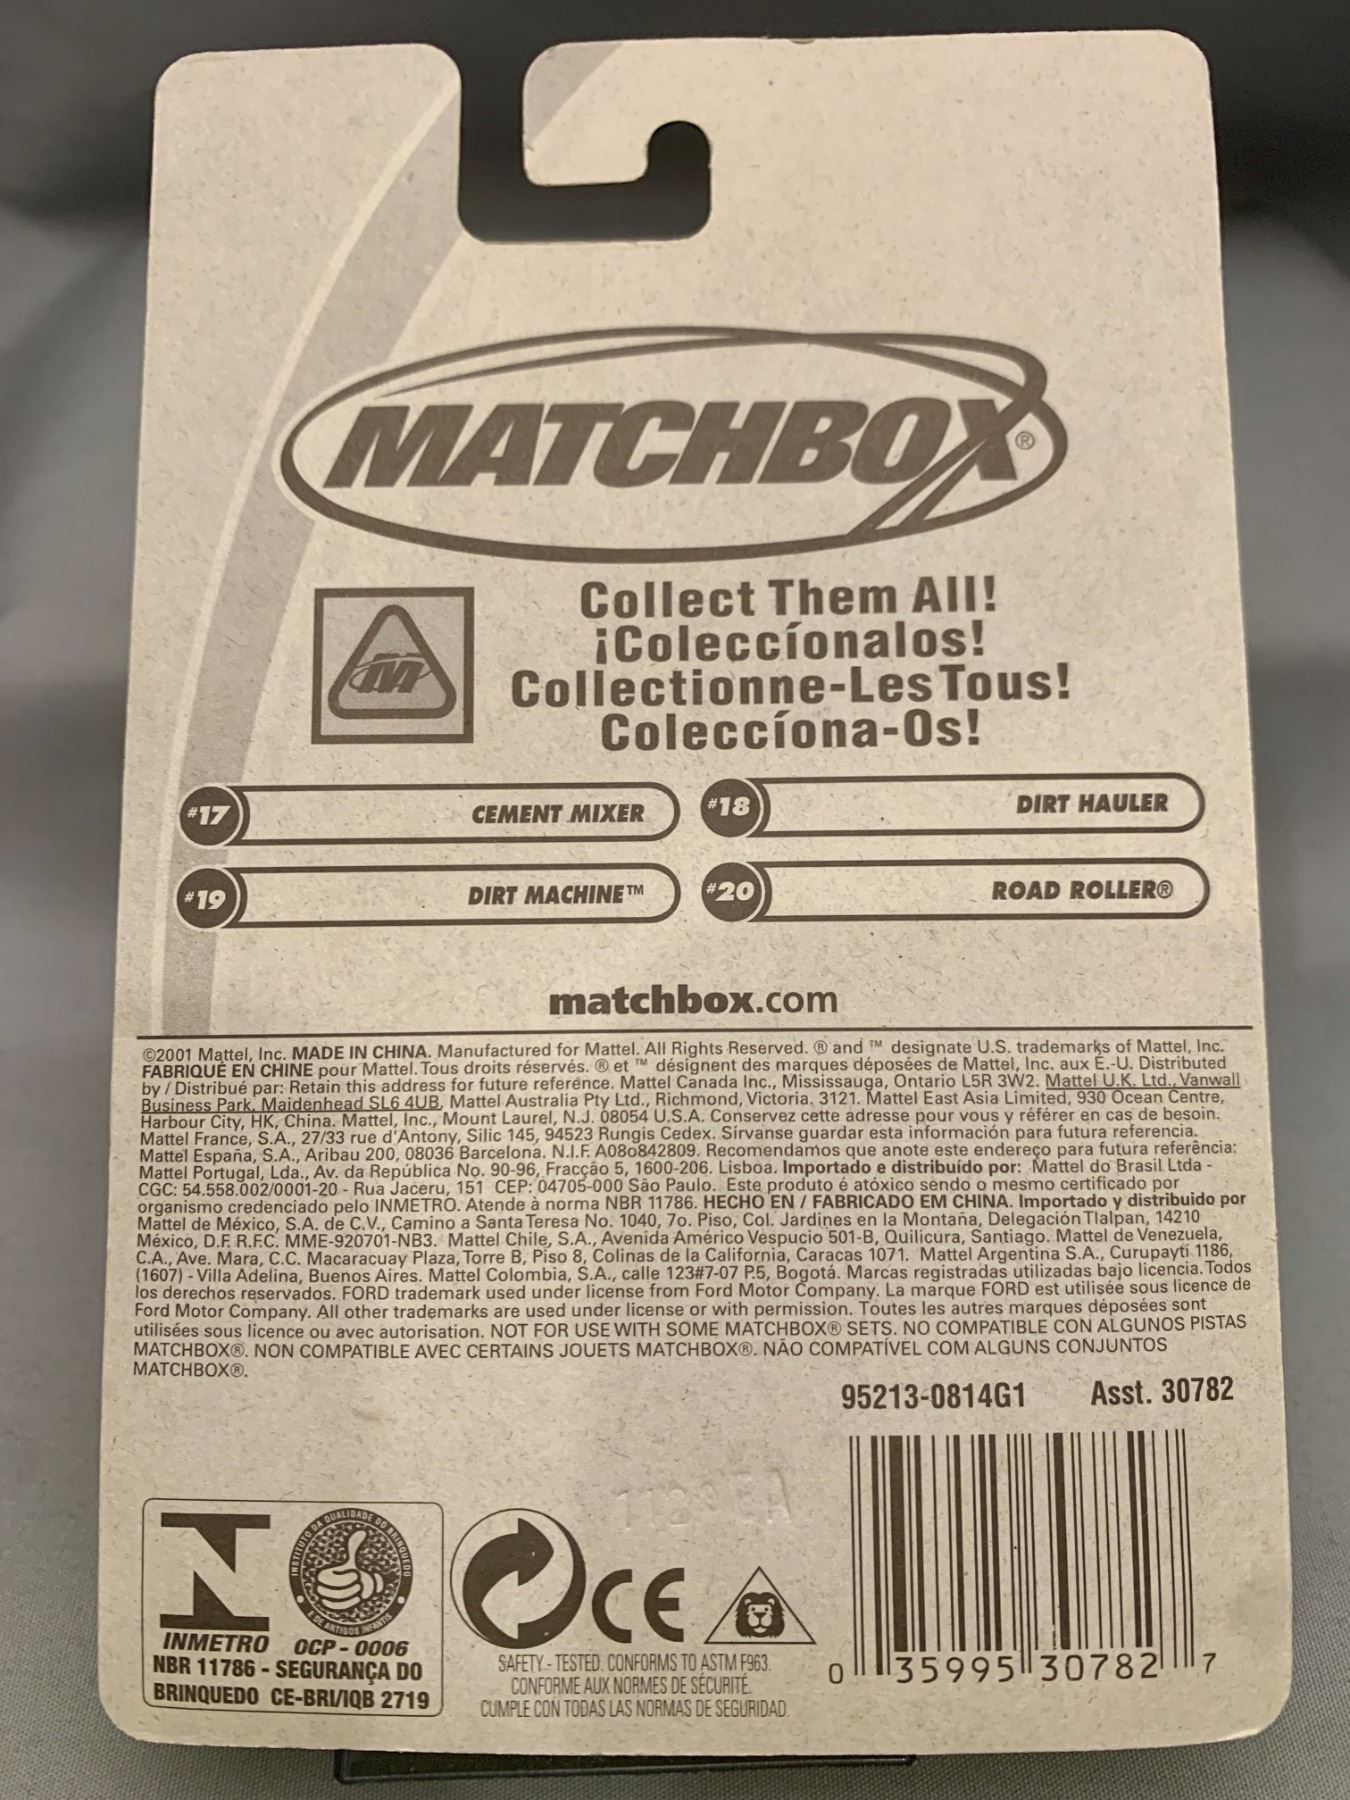 MATCHBOX®
Collect Them All!
¡Coleccíonalos!
Collectionne-Les Tous!
Coleccíona-Os!
M
#17 CEMENT MIXER
#18 DIRT HAULER
#19 DIRT MACHINE™
#20 ROAD ROLLER®
matchbox.com
©2001 Mattel, Inc. MADE IN CHINA. Manufactured for Mattel. All Rights Reserved. ® and ™ designate U.S. trademarks of Mattel, Inc.
FABRIQUÉ EN CHINE pour Mattel. Tous droits réservés. ® et ™ désignent des marques déposées de Mattel, Inc. aux É.-U. Distributed
by / Distribué par: Retain this address for future reference. Mattel Canada Inc., Mississauga, Ontario L5R 3W2. Mattel U.K. Ltd., Vanwall
Business Park, Maidenhead SL6 4UB, Mattel Australia Pty Ltd., Richmond, Victoria, 3121. Mattel East Asia Limited, 930 Ocean Centre,
Harbour City, HK, China. Mattel, Inc., Mount Laurel, N.J. 08054 U.S.A. Conservez cette adresse pour vous y référer en cas de besoin.
Mattel France, S.A., 27/33 rue d'Antony, Silic 145, 94523 Rungis Cedex. Sírvanse guardar esta información para futura referencia.
Mattel España, S.A., Aribau 200, 08036 Barcelona. N.I.F. A08o842809. Recomendamos que anote este endereço para futura referência:
Mattel Portugal, Lda., Av. da República No. 90-96, Fracção 5, 1600-206. Lisboa. Importado e distribuído por: Mattel do Brasil Ltda -
CGC: 54.558.002/0001-20 - Rua Jaceru, 151 CEP: 04705-000 São Paulo. Este produto é atóxico sendo o mesmo certificado por
organismo credenciado pelo INMETRO. Atende à norma NBR 11786. HECHO EN / FABRICADO EM CHINA. Importado y distribuido por
Mattel de México, S.A. de C.V., Camino a Santa Teresa No. 1040, 7o. Piso, Col. Jardines en la Montaña, Delegación Tlalpan, 14210
México, D.F. R.F.C. MME-920701-NB3. Mattel Chile, S.A., Avenida Américo Vespucio 501-B, Quilicura, Santiago. Mattel de Venezuela,
C.A., Ave. Mara, C.C. Macaracuay Plaza, Torre B, Piso 8, Colinas de la California, Caracas 1071. Mattel Argentina S.A., Curupaytí 1186,
(1607) - Villa Adelina, Buenos Aires. Mattel Colombia, S.A., calle 123#7-07 P.5, Bogotá. Marcas registradas utilizadas bajo licencia. Todos
los derechos reservados. FORD trademark used under license from Ford Motor Company. La marque FORD est utilisée sous licence de
Ford Motor Company. All other trademarks are used under license or with permission. Toutes les autres marques déposées sont
utilisées sous licence ou avec autorisation. NOT FOR USE WITH SOME MATCHBOX® SETS. NO COMPATIBLE CON ALGUNOS PISTAS
MATCHBOX®. NON COMPATIBLE AVEC CERTAINS JOUETS MATCHBOX®. NÃO COMPATÍVEL COM ALGUNS CONJUNTOS
MATCHBOX®.
95213-0814G1 Asst. 30782
INSTITUTO DA QUALIDADE DO BRINQUEDO
E DE ARTIGOS INFANTIS
INMETRO OCP - 0006
NBR 11786 - SEGURANÇA DO
BRINQUEDO CE-BRI/IQB 2719
CE
SAFETY - TESTED. CONFORMS TO ASTM F963.
CONFORME AUX NORMES DE SÉCURITÉ.
CUMPLE CON TODAS LAS NORMAS DE SEGURIDAD.
0 35995 30782 7